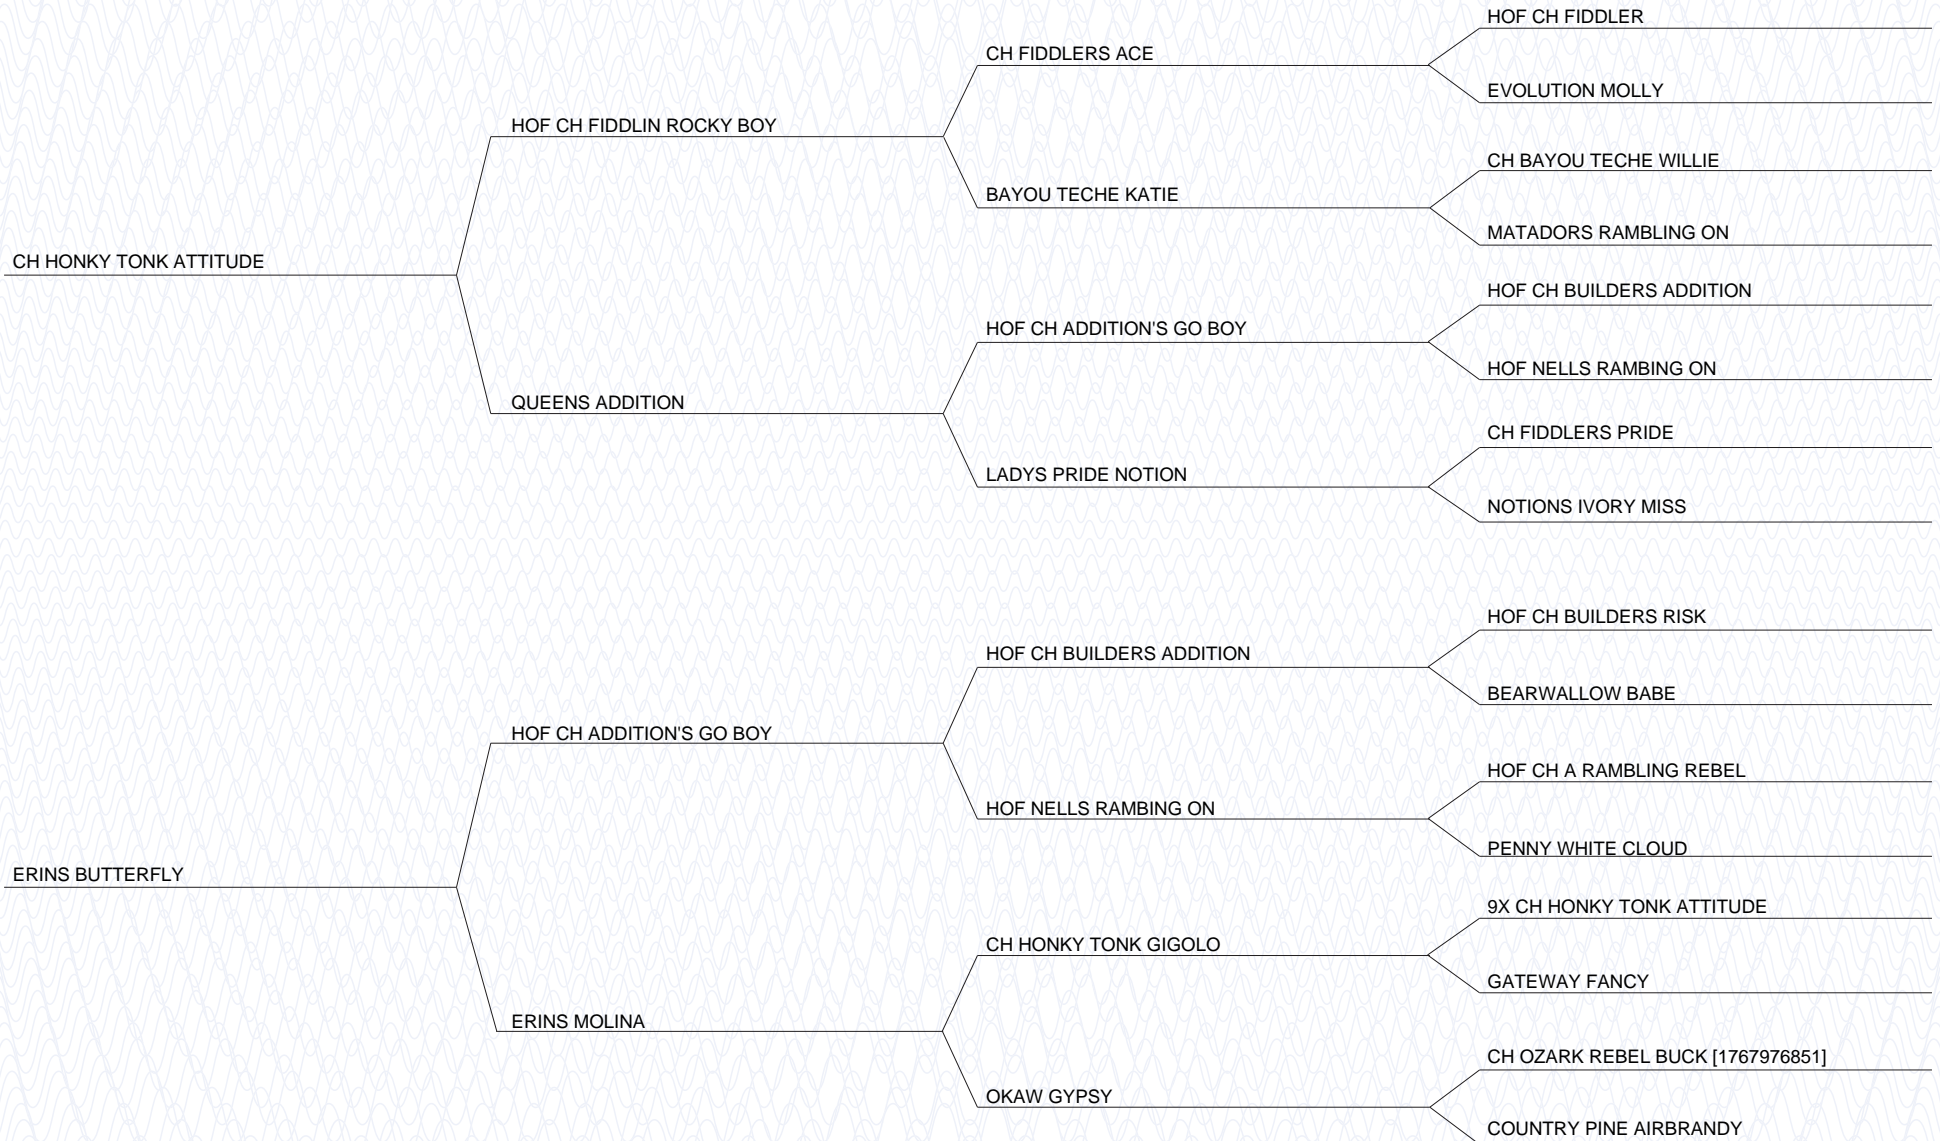 HOF CH FIDDLER
CH FIDDLERS ACE
EVOLUTION MOLLY
HOF CH FIDDLIN ROCKY BOY
CH BAYOU TECHE WILLIE
BAYOU TECHE KATIE
MATADORS RAMBLING ON
CH HONKY TONK ATTITUDE
HOF CH BUILDERS ADDITION
HOF CH ADDITION'S GO BOY
HOF NELLS RAMBING ON
QUEENS ADDITION
CH FIDDLERS PRIDE
LADYS PRIDE NOTION
NOTIONS IVORY MISS
HOF CH BUILDERS RISK
HOF CH BUILDERS ADDITION
BEARWALLOW BABE
HOF CH ADDITION'S GO BOY
HOF CH A RAMBLING REBEL
HOF NELLS RAMBING ON
PENNY WHITE CLOUD
ERINS BUTTERFLY
9X CH HONKY TONK ATTITUDE
CH HONKY TONK GIGOLO
GATEWAY FANCY
ERINS MOLINA
CH OZARK REBEL BUCK [1767976851]
OKAW GYPSY
COUNTRY PINE AIRBRANDY